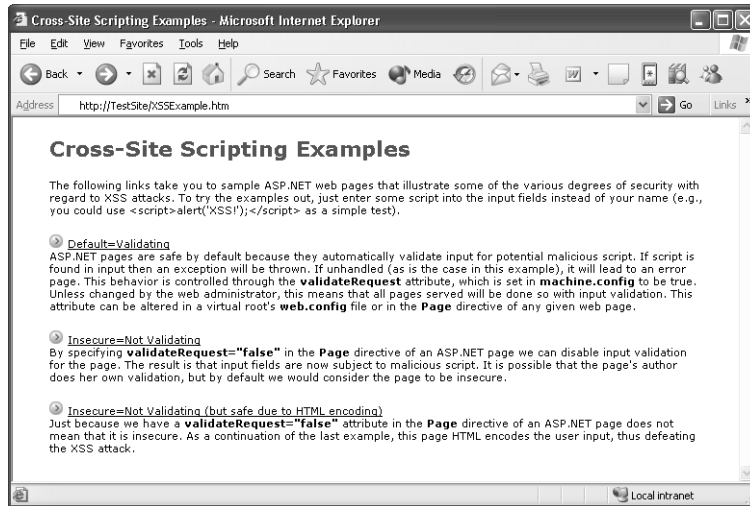 Cross-Site Scripting Examples - Microsoft Internet Explorer
File Edit View Favorites Tools Help
Back Search Favorites Media
Address http://TestSite/XSSExample.htm Go Links »
Cross-Site Scripting Examples
The following links take you to sample ASP.NET web pages that illustrate some of the various degrees of security with
regard to XSS attacks. To try the examples out, just enter some script into the input fields instead of your name (e.g.,
you could use <script>alert('XSS!');</script> as a simple test).
Default=Validating
ASP.NET pages are safe by default because they automatically validate input for potential malicious script. If script is
found in input then an exception will be thrown. If unhandled (as is the case in this example), it will lead to an error
page. This behavior is controlled through the validateRequest attribute, which is set in machine.config to be true.
Unless changed by the web administrator, this means that all pages served will be done so with input validation. This
attribute can be altered in a virtual root's web.config file or in the Page directive of any given web page.
Insecure=Not Validating
By specifying validateRequest="false" in the Page directive of an ASP.NET page we can disable input validation
for the page. The result is that input fields are now subject to malicious script. It is possible that the page's author
does her own validation, but by default we would consider the page to be insecure.
Insecure=Not Validating (but safe due to HTML encoding)
Just because we have a validateRequest="false" attribute in the Page directive of an ASP.NET page does not
mean that it is insecure. As a continuation of the last example, this page HTML encodes the user input, thus defeating
the XSS attack.
Local intranet